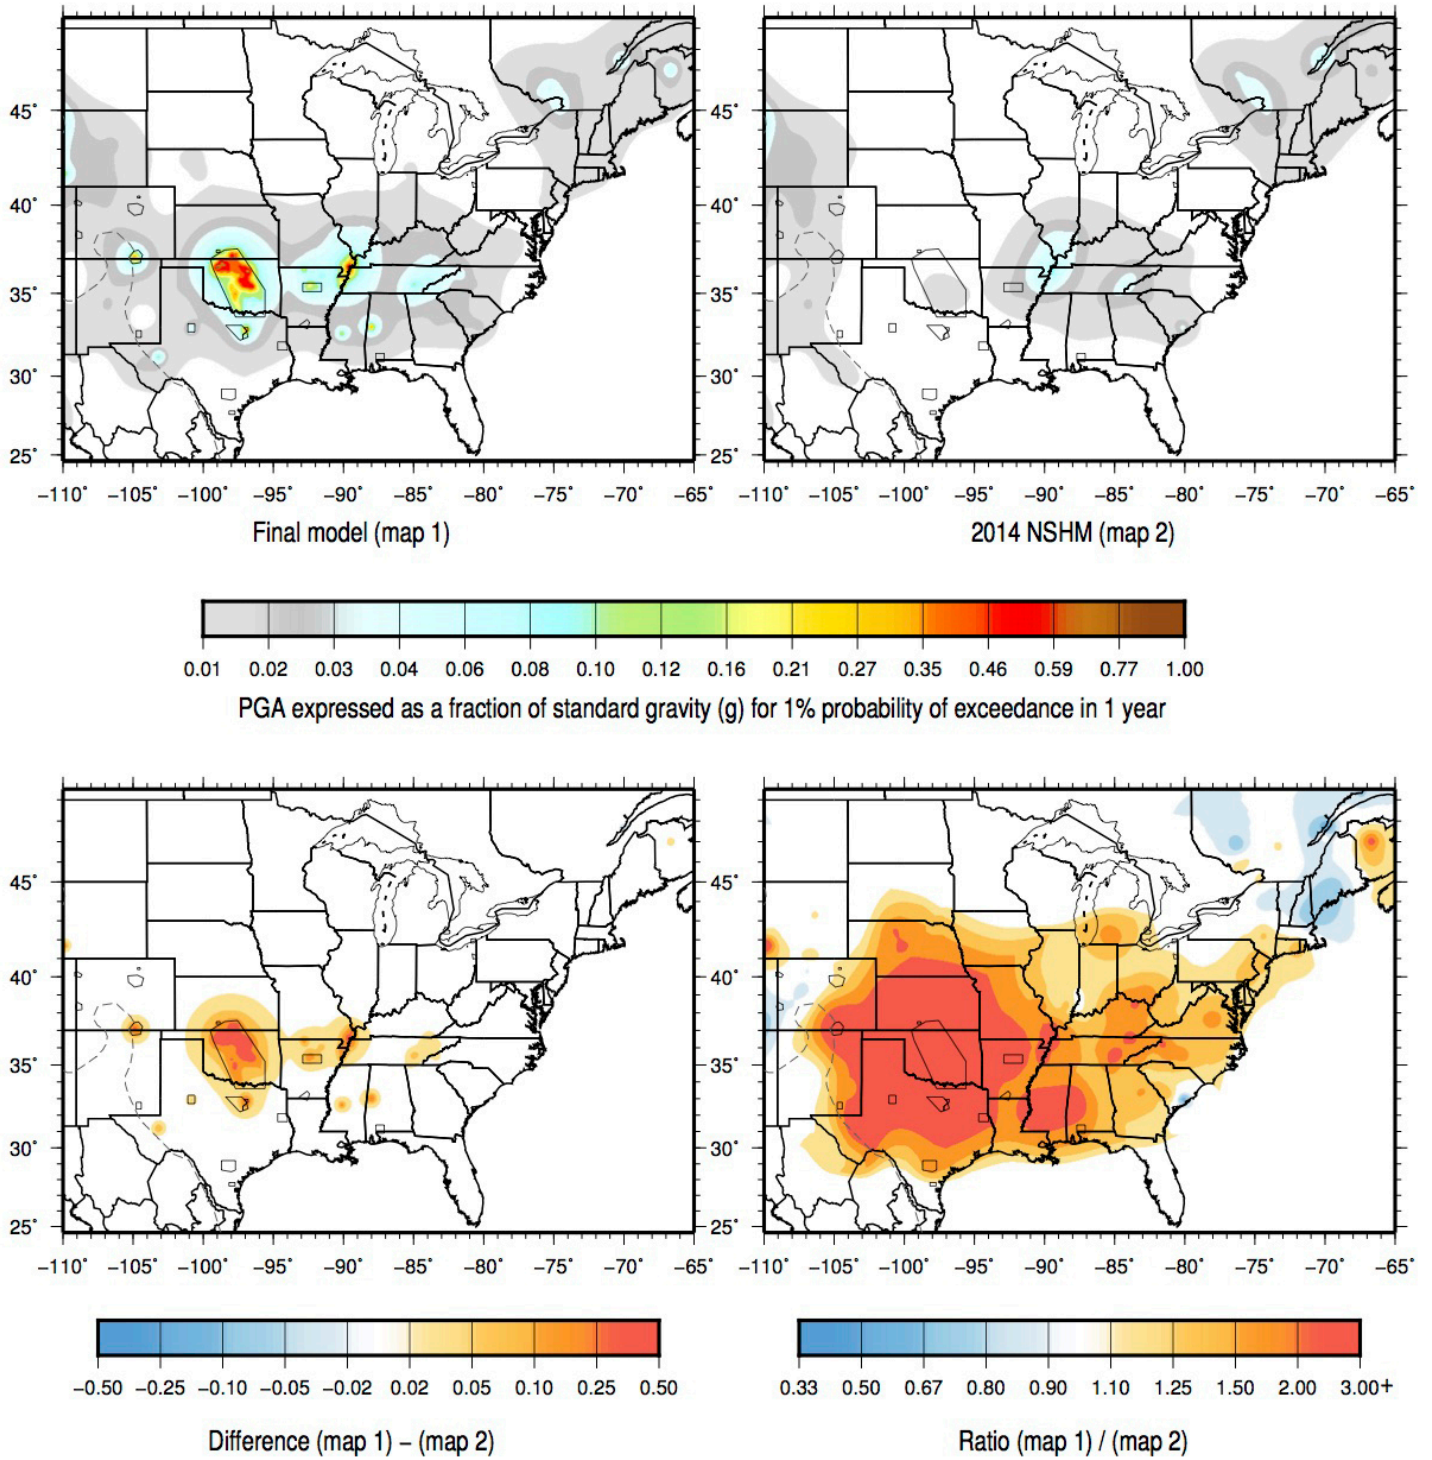 45° 45°
40° 40°
35° 35°
30° 30°
25° 25°
−110° −105° −100° −95° −90° −85° −80° −75° −70° −65° −110° −105° −100° −95° −90° −85° −80° −75° −70° −65°
Final model (map 1) 2014 NSHM (map 2)
0.01 0.02 0.03 0.04 0.06 0.08 0.10 0.12 0.16 0.21 0.27 0.35 0.46 0.59 0.77 1.00
PGA expressed as a fraction of standard gravity (g) for 1% probability of exceedance in 1 year
45° 45°
40° 40°
35° 35°
30° 30°
25° 25°
−110° −105° −100° −95° −90° −85° −80° −75° −70° −65° −110° −105° −100° −95° −90° −85° −80° −75° −70° −65°
−0.50 −0.25 −0.10 −0.05 −0.02 0.02 0.05 0.10 0.25 0.50 0.33 0.50 0.67 0.80 0.90 1.10 1.25 1.50 2.00 3.00+
Difference (map 1) − (map 2) Ratio (map 1) / (map 2)